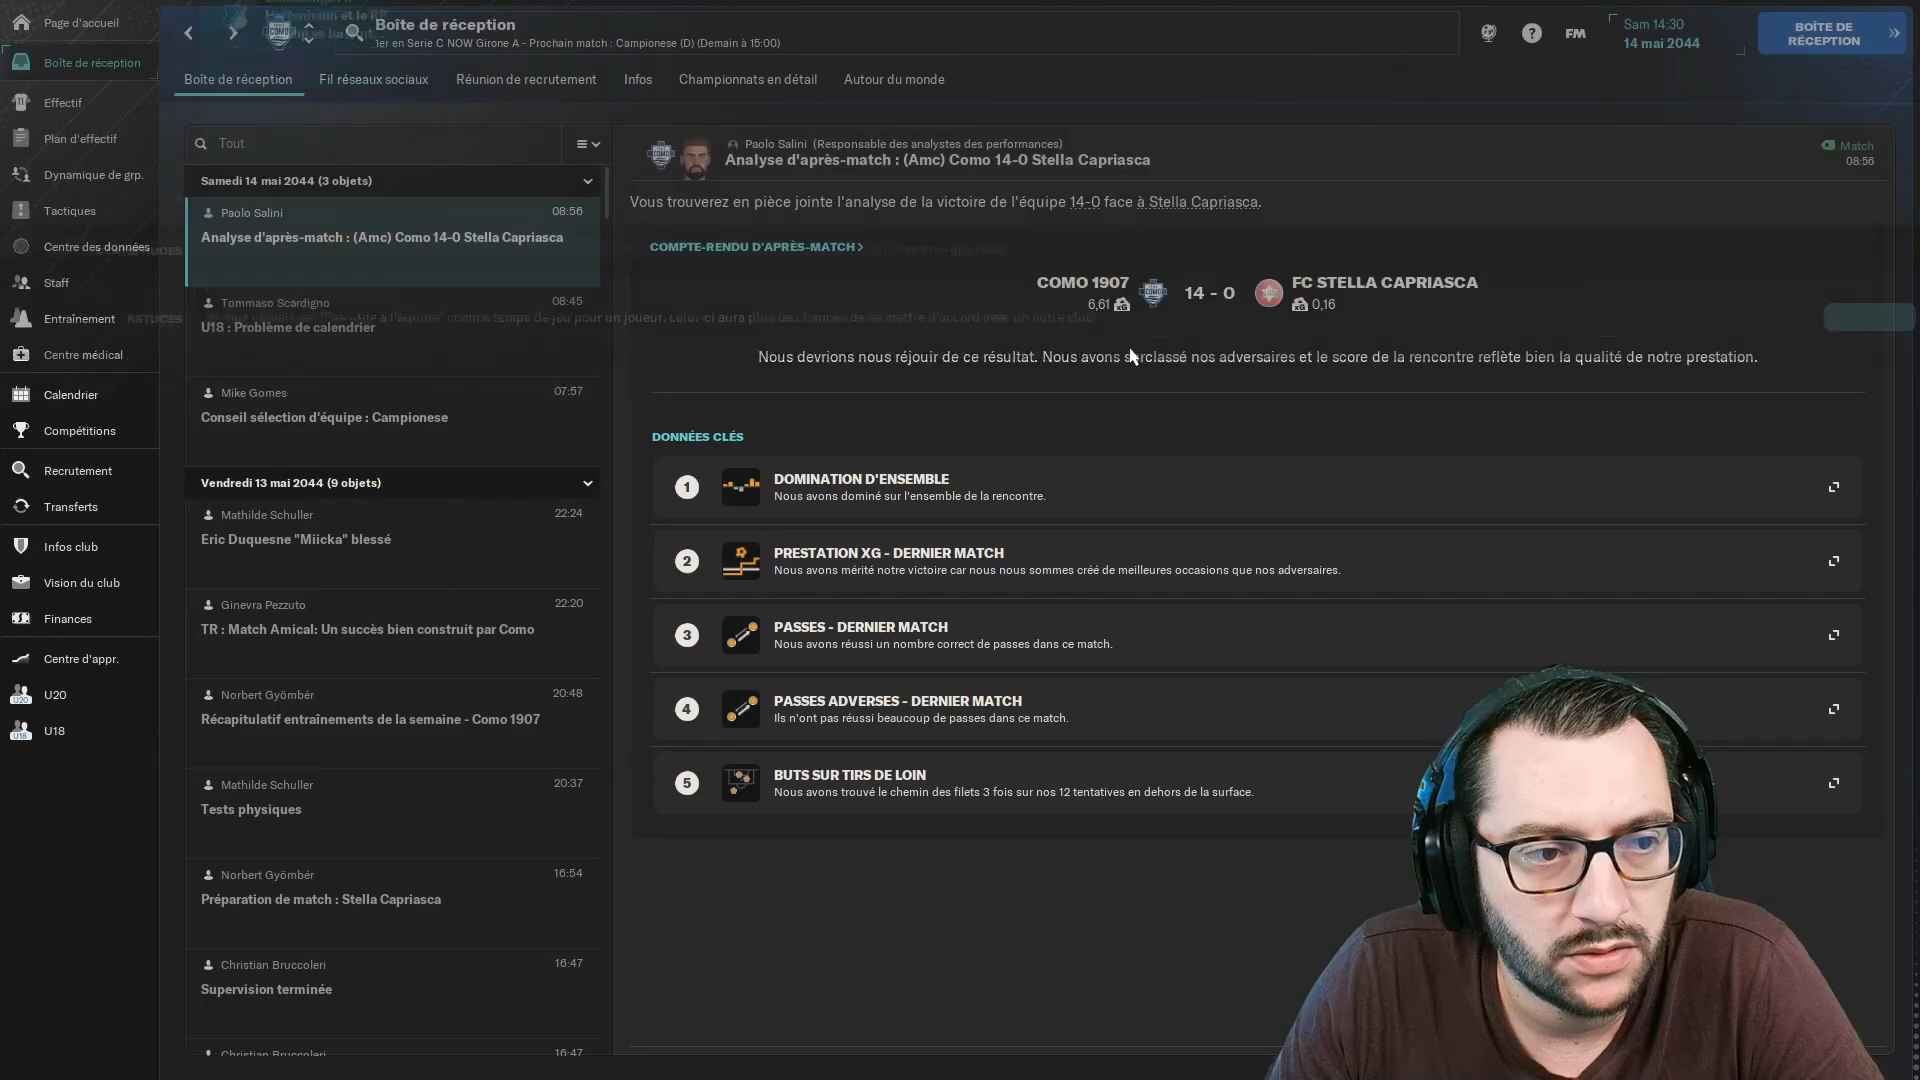 Page d'accueil
Boîte de réception
Effectif
Plan d'effectif
Dynamique de grp.
Tactiques
Centre des données
Staff
Entraînement
Centre médical
Calendrier
Compétitions
Recrutement
Transferts
Infos club
Vision du club
Finances
Centre d'appr.
U20
U20
U18
U18
Boîte de réception
1er en Serie C NOW Girone A - Prochain match : Campionese (D) (Demain à 15:00)
FM
Sam 14:30
14 mai 2044
BOÎTE DE
RÉCEPTION
Boîte de réception
Fil réseaux sociaux
Réunion de recrutement
Infos
Championnats en détail
Autour du monde
Tout
Samedi 14 mai 2044 (3 objets)
Paolo Salini 08:56
Analyse d'après-match : (Amc) Como 14-0 Stella Capriasca
Tommaso Scardigno 08:45
U18 : Problème de calendrier
Mike Gomes 07:57
Conseil sélection d'équipe : Campionese
Vendredi 13 mai 2044 (9 objets)
Mathilde Schuller 22:24
Eric Duquesne "Miicka" blessé
Ginevra Pezzuto 22:20
TR : Match Amical: Un succès bien construit par Como
Norbert Gyömbér 20:48
Récapitulatif entraînements de la semaine - Como 1907
Mathilde Schuller 20:37
Tests physiques
Norbert Gyömbér 16:54
Préparation de match : Stella Capriasca
Christian Bruccoleri 16:47
Supervision terminée
Christian Bruccoleri 16:47
Paolo Salini (Responsable des analystes des performances)
Analyse d'après-match : (Amc) Como 14-0 Stella Capriasca
Match
08:56
Vous trouverez en pièce jointe l'analyse de la victoire de l'équipe 14-0 face à Stella Capriasca.
COMPTE-RENDU D'APRÈS-MATCH
COMO 1907 14 - 0 FC STELLA CAPRIASCA
6,61 xG xG 0,16
ASTUCES
Nous devrions nous réjouir de ce résultat. Nous avons surclassé nos adversaires et le score de la rencontre reflète bien la qualité de notre prestation.
DONNÉES CLÉS
1
DOMINATION D'ENSEMBLE
Nous avons dominé sur l'ensemble de la rencontre.
2
PRESTATION XG - DERNIER MATCH
Nous avons mérité notre victoire car nous nous sommes créé de meilleures occasions que nos adversaires.
3
PASSES - DERNIER MATCH
Nous avons réussi un nombre correct de passes dans ce match.
4
PASSES ADVERSES - DERNIER MATCH
Ils n'ont pas réussi beaucoup de passes dans ce match.
5
BUTS SUR TIRS DE LOIN
Nous avons trouvé le chemin des filets 3 fois sur nos 12 tentatives en dehors de la surface.